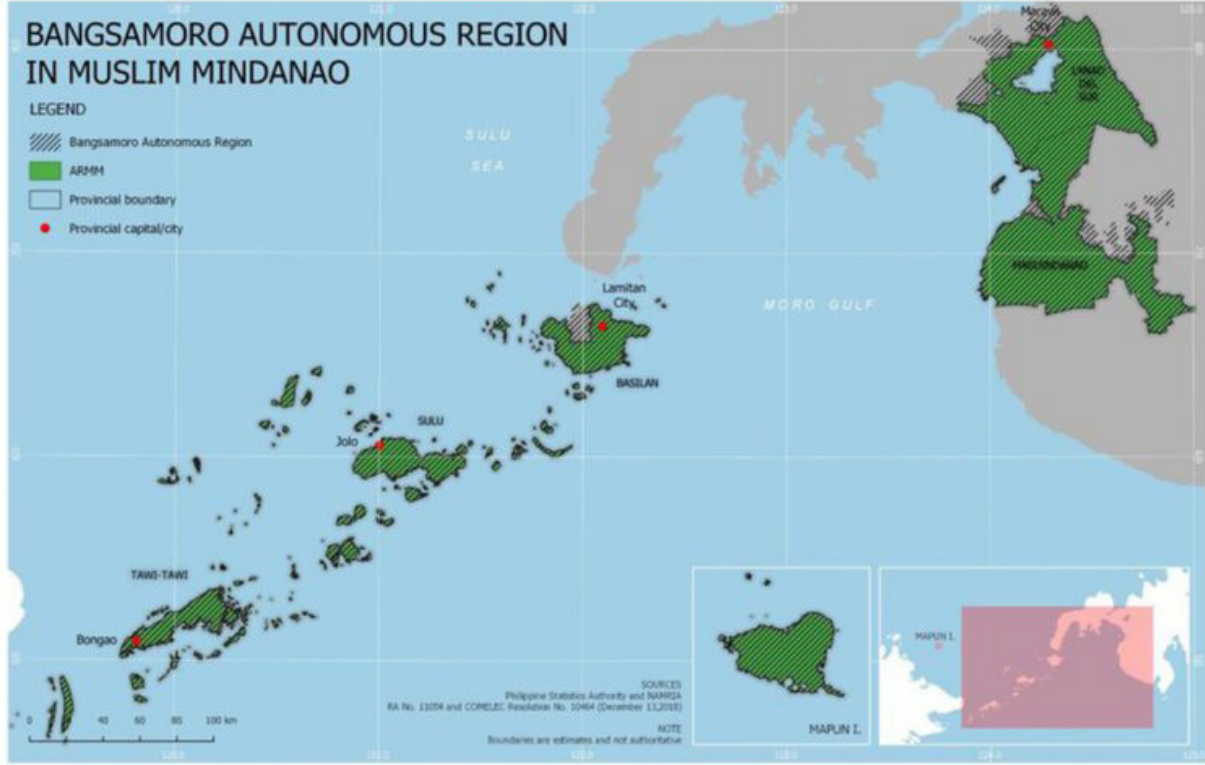 BANGSAMORO AUTONOMOUS REGION
IN MUSLIM MINDANAO
LEGEND
Bangsamoro Autonomous Region
ARMM
Provincial boundary
Provincial capital/city
SULU
SEA
Marawi
City
LANAO
DEL
SUR
MAGUINDANAO
Lamitan
City
MORO GULF
BASILAN
SULU
Jolo
TAWI-TAWI
Bongao
0 40 60 80 100 km
SOURCES
Philippine Statistics Authority and NAMRIA
RA No. 11054 and COMELEC Resolution No. 10464 (December 13,2018)
NOTE
Boundaries are estimates and not authoritative
MAPUN I.
MAPUN I.